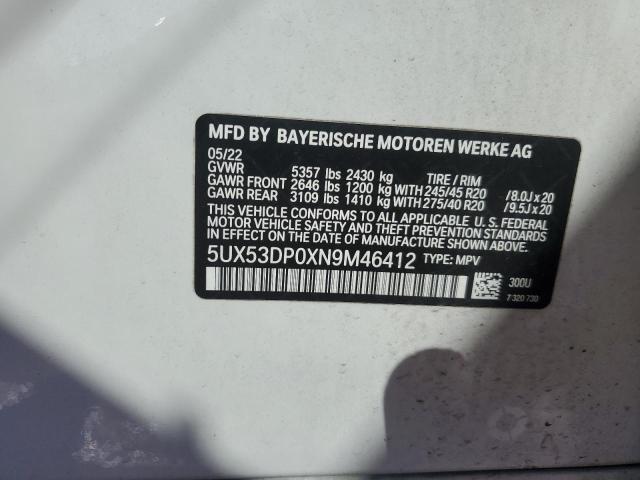 MFD BY BAYERISCHE MOTOREN WERKE AG
05/22
GVWR 5357 lbs 2430 kg TIRE / RIM
GAWR FRONT 2646 lbs 1200 kg WITH 245/45 R20 /8.0J x 20
GAWR REAR 3109 lbs 1410 kg WITH 275/40 R20 /9.5J x 20
THIS VEHICLE CONFORMS TO ALL APPLICABLE U. S. FEDERAL
MOTOR VEHICLE SAFETY, BUMPER, AND THEFT PREVENTION
STANDARDS IN EFFECT ON THE DATE OF MANUFACTURE SHOWN ABOVE.
5UX53DP0XN9M46412 TYPE: MPV
300U
7 320 730